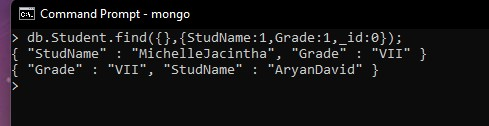 Command Prompt - mongo
> db.Student.find({},{StudName:1,Grade:1,_id:0});
{ "StudName" : "MichelleJacintha", "Grade" : "VII" }
{ "Grade" : "VII", "StudName" : "AryanDavid" }
>